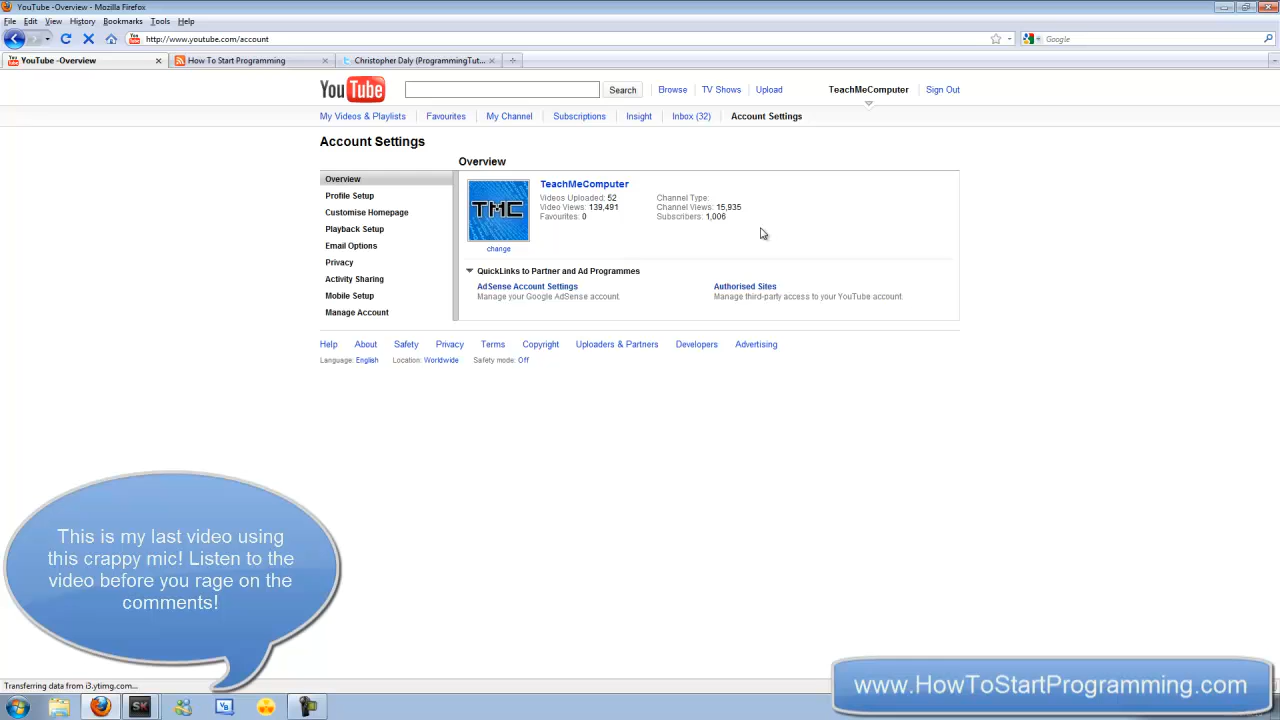 YouTube -Overview - Mozilla Firefox
File Edit View History Bookmarks Tools Help
http://www.youtube.com/account
Google
YouTube -Overview
How To Start Programming
Christopher Daly (ProgrammingTut...
YouTube
Search
Browse
TV Shows
Upload
TeachMeComputer
Sign Out
My Videos & Playlists
Favourites
My Channel
Subscriptions
Insight
Inbox (32)
Account Settings
Account Settings
Overview
Overview
Profile Setup
Customise Homepage
Playback Setup
Email Options
Privacy
Activity Sharing
Mobile Setup
Manage Account
TMC
change
TeachMeComputer
Videos Uploaded: 52
Video Views: 139,491
Favourites: 0
Channel Type:
Channel Views: 15,935
Subscribers: 1,006
QuickLinks to Partner and Ad Programmes
AdSense Account Settings
Manage your Google AdSense account.
Authorised Sites
Manage third-party access to your YouTube account.
Help About Safety Privacy Terms Copyright Uploaders & Partners Developers Advertising
Language: English Location: Worldwide Safety mode: Off
This is my last video using
this crappy mic! Listen to the
video before you rage on the
comments!
www.HowToStartProgramming.com
Transferring data from i3.ytimg.com...
SK
VB